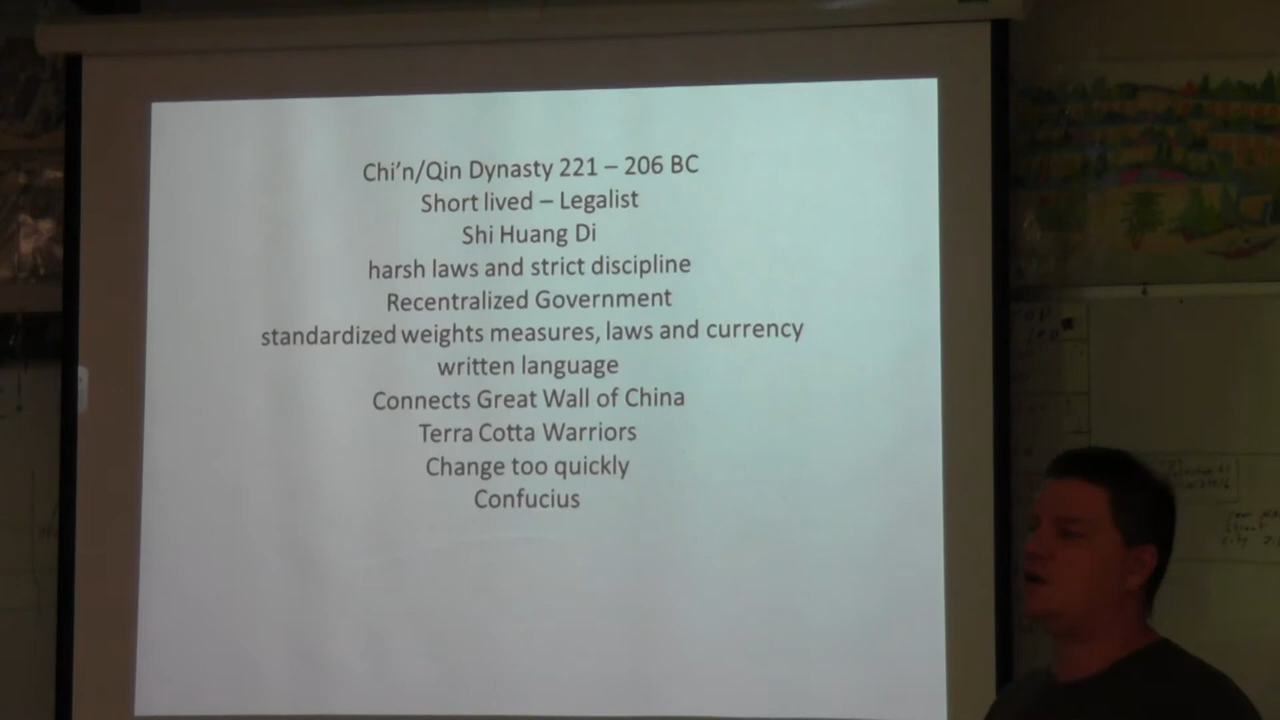 Chi'n/Qin Dynasty 221 – 206 BC
Short lived – Legalist
Shi Huang Di
harsh laws and strict discipline
Recentralized Government
standardized weights measures, laws and currency
written language
Connects Great Wall of China
Terra Cotta Warriors
Change too quickly
Confucius